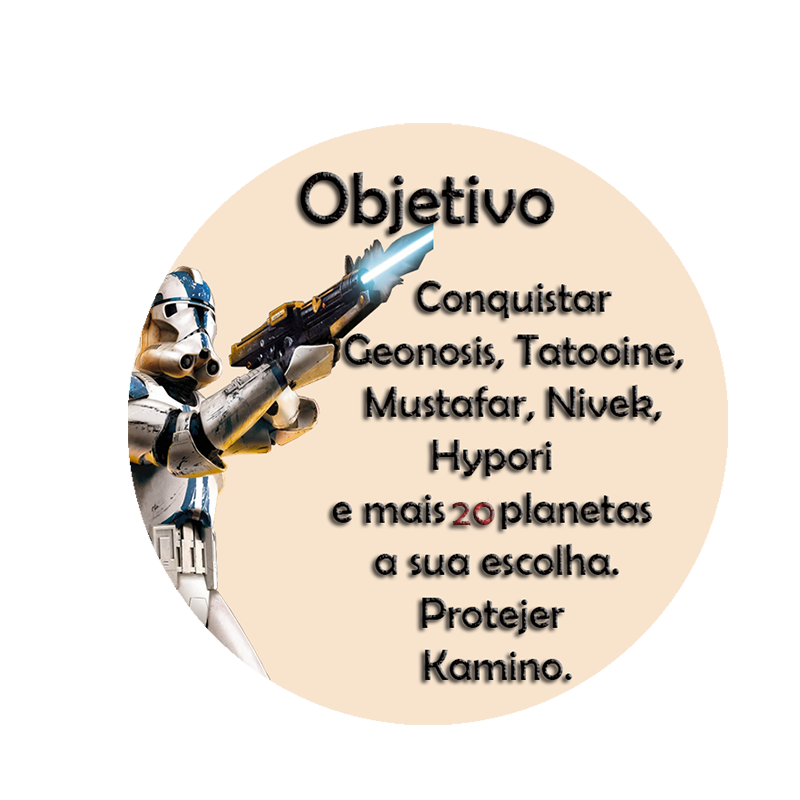 Objetivo
Conquistar
Geonosis, Tatooine,
Mustafar, Nivek,
Hypori
e mais 20 planetas
a sua escolha.
Protejer
Kamino.